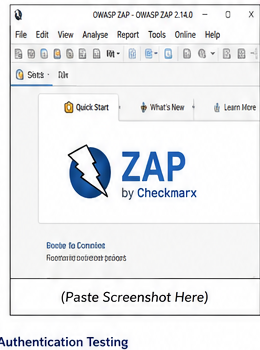 OWASP ZAP - OWASP ZAP 2.14.0
File Edit View Analyse Report Tools Online Help
Quick Start What's New Learn More
ZAP
by Checkmarx
(Paste Screenshot Here)
Authentication Testing